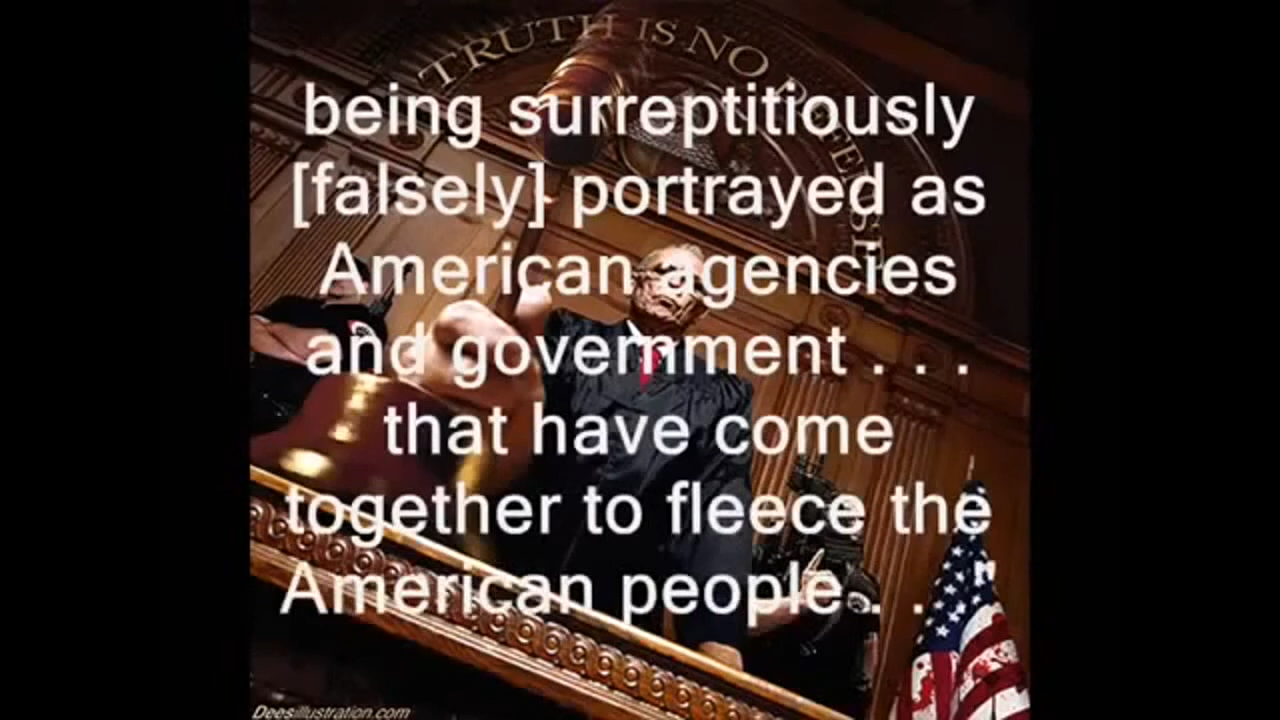 TRUTH IS NO DEFENSE
being surreptitiously
[falsely] portrayed as
American agencies
and government . . .
that have come
together to fleece the
American people . . ."
Deesillustration.com